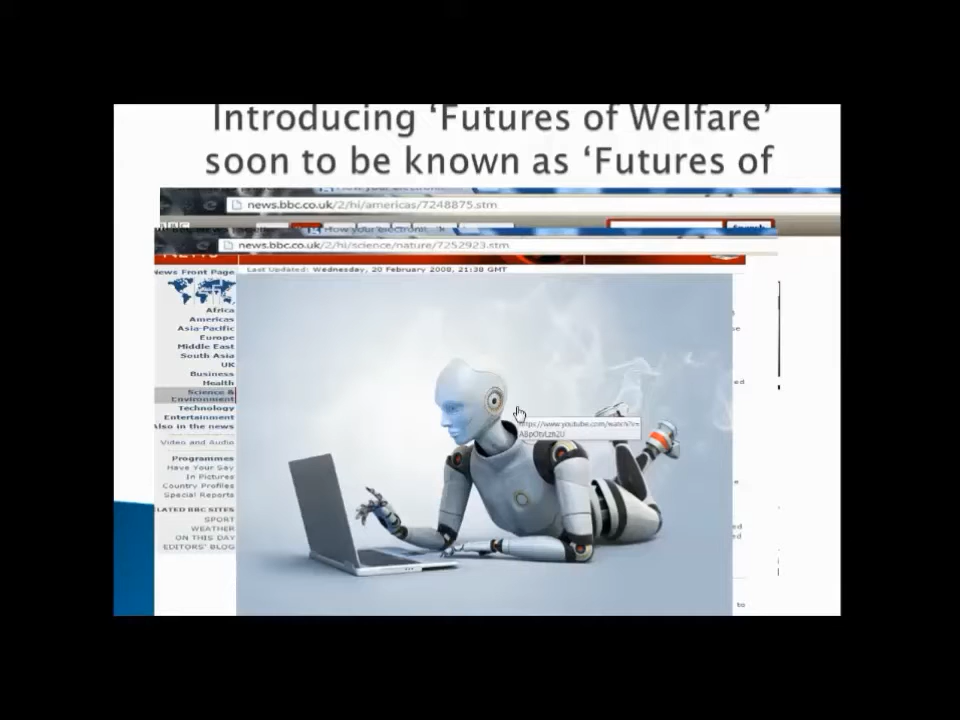 Introducing ‘Futures of Welfare’
soon to be known as ‘Futures of
news.bbc.co.uk/2/hi/americas/7248875.stm
Search
news.bbc.co.uk/2/hi/science/nature/7252923.stm
Last Updated: Wednesday, 20 February 2008, 21:38 GMT
News Front Page
Africa
Americas
Asia-Pacific
Europe
Middle East
South Asia
UK
Business
Health
Science &
Environment
Technology
Entertainment
Also in the news
Video and Audio
Programmes
Have Your Say
In Pictures
Country Profiles
Special Reports
LATED BBC SITES
SPORT
WEATHER
ON THIS DAY
EDITORS' BLOG